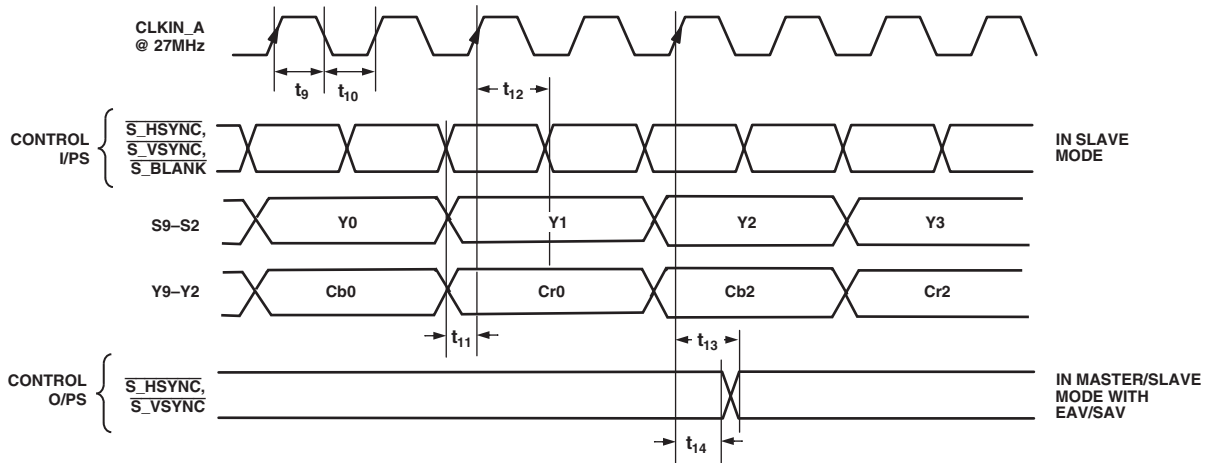 CLKIN_A
@ 27MHz
t9
t10
t12
CONTROL
I/PS
S_HSYNC,
S_VSYNC,
S_BLANK
IN SLAVE
MODE
S9–S2
Y0
Y1
Y2
Y3
Y9–Y2
Cb0
Cr0
Cb2
Cr2
t11
t13
CONTROL
O/PS
S_HSYNC,
S_VSYNC
IN MASTER/SLAVE
MODE WITH
EAV/SAV
t14